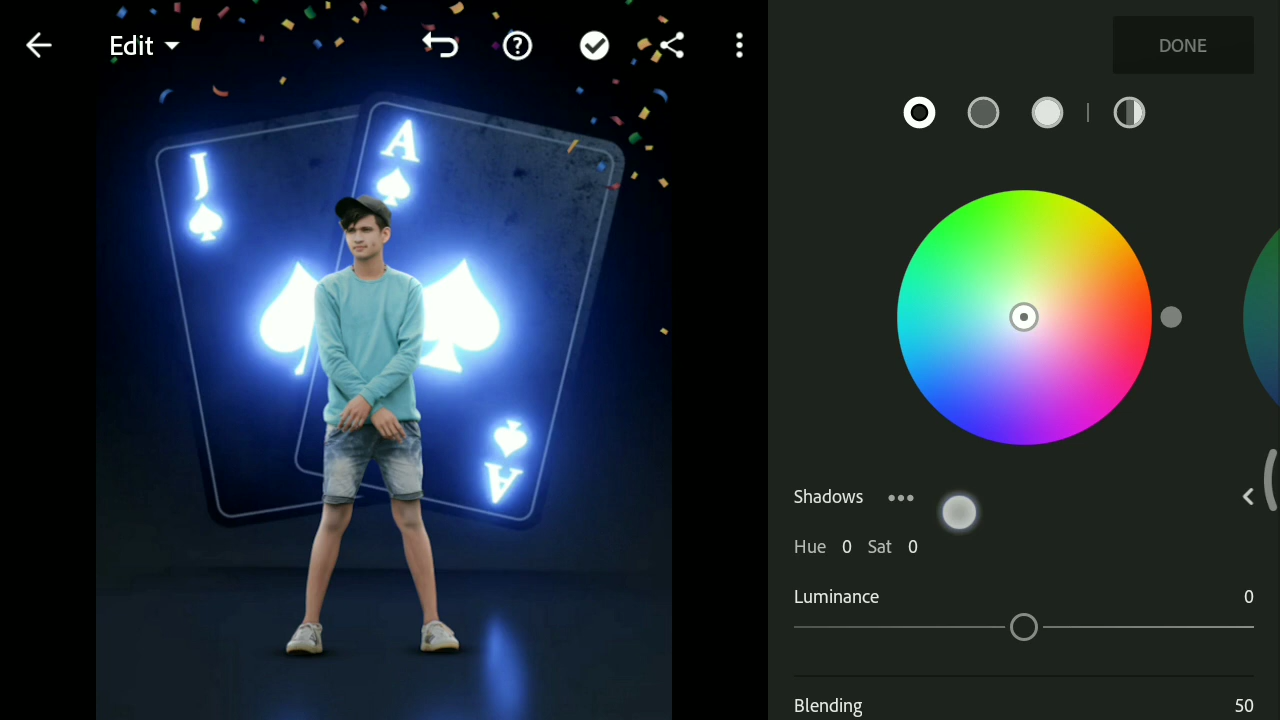 Edit
DONE
J
A
A
Shadows
Hue 0 Sat 0
Luminance 0
Blending 50